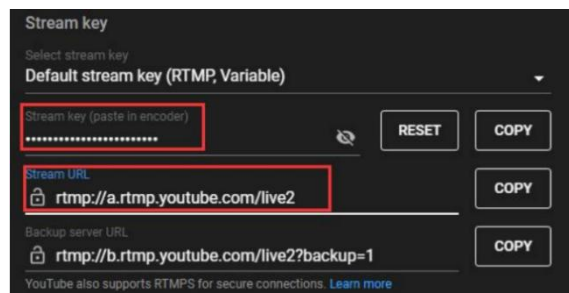 Stream key
Select stream key
Default stream key (RTMP, Variable)
Stream key (paste in encoder)
••••••••••••••••••••••••
RESET
COPY
Stream URL
rtmp://a.rtmp.youtube.com/live2
COPY
Backup server URL
rtmp://b.rtmp.youtube.com/live2?backup=1
COPY
YouTube also supports RTMPS for secure connections. Learn more